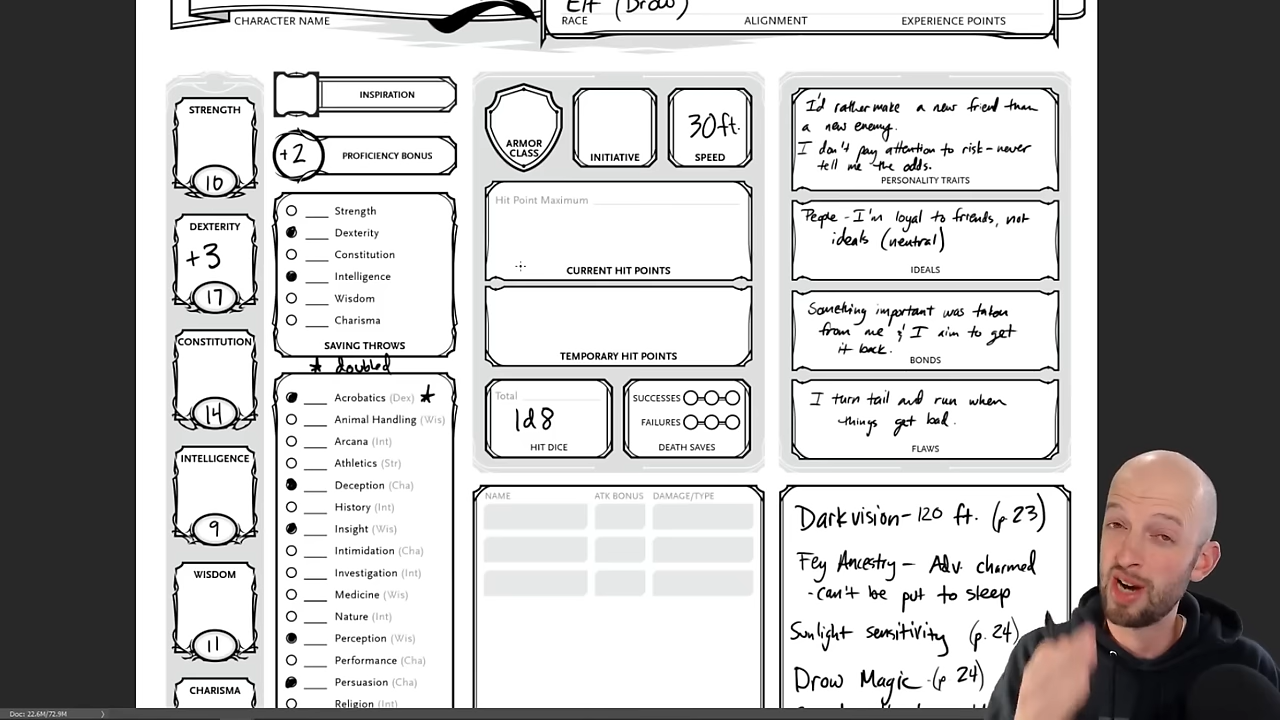 Elf (Drow)
CHARACTER NAME
RACE
ALIGNMENT
EXPERIENCE POINTS
STRENGTH
10
DEXTERITY
+3
17
CONSTITUTION
14
INTELLIGENCE
9
WISDOM
11
CHARISMA
INSPIRATION
+2
PROFICIENCY BONUS
Strength
Dexterity
Constitution
Intelligence
Wisdom
Charisma
SAVING THROWS
★ doubled
Acrobatics (Dex) ★
Animal Handling (Wis)
Arcana (Int)
Athletics (Str)
Deception (Cha)
History (Int)
Insight (Wis)
Intimidation (Cha)
Investigation (Int)
Medicine (Wis)
Nature (Int)
Perception (Wis)
Performance (Cha)
Persuasion (Cha)
Religion (Int)
ARMOR
CLASS
INITIATIVE
30ft.
SPEED
Hit Point Maximum
CURRENT HIT POINTS
TEMPORARY HIT POINTS
Total
1d8
HIT DICE
SUCCESSES
FAILURES
DEATH SAVES
NAME ATK BONUS DAMAGE/TYPE
I'd rather make a new friend than
a new enemy.
I don't pay attention to risk - never
tell me the odds.
PERSONALITY TRAITS
People - I'm loyal to friends, not
ideals (neutral)
IDEALS
Something important was taken
from me & I aim to get
it back.
BONDS
I turn tail and run when
things get bad.
FLAWS
Darkvision - 120 ft. (p. 23)
Fey Ancestry - Adv. charmed
- can't be put to sleep
Sunlight sensitivity (p. 24)
Drow Magic - (p 24)
Doc: 22.6M/72.9M